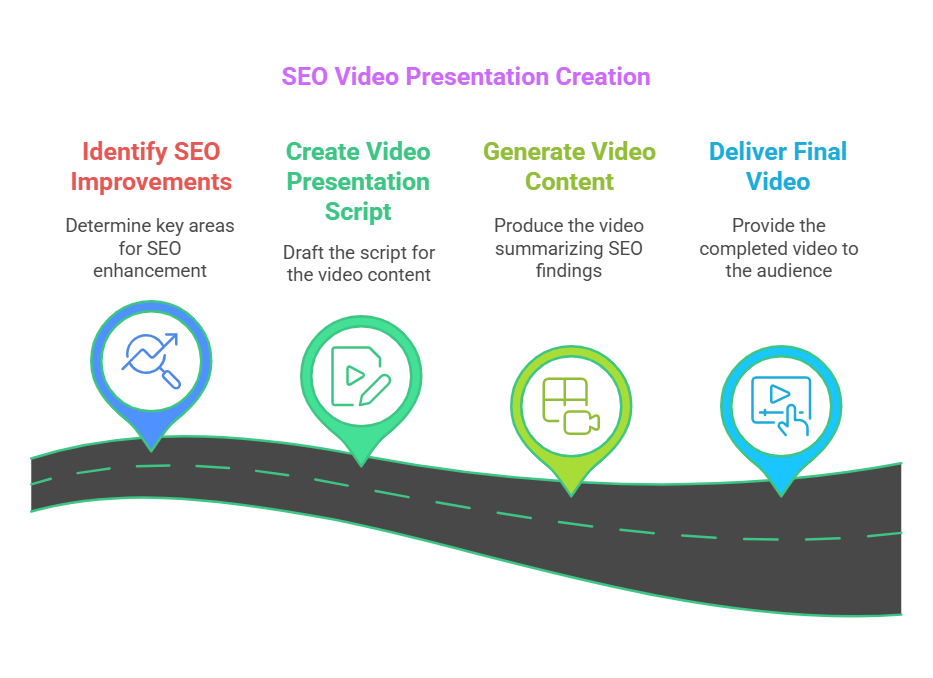 SEO Video Presentation Creation
Identify SEO
Improvements
Determine key areas
for SEO
enhancement
Create Video
Presentation
Script
Draft the script for
the video content
Generate Video
Content
Produce the video
summarizing SEO
findings
Deliver Final
Video
Provide the
completed video to
the audience